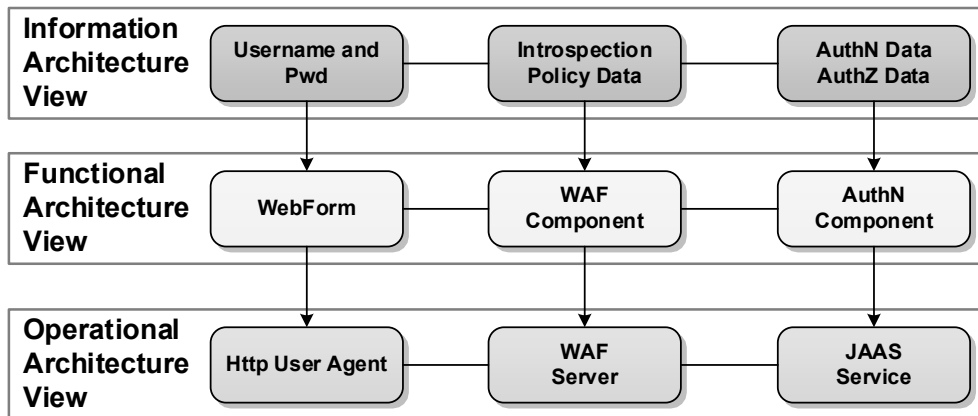 Information
Architecture
View
Username and
Pwd
Introspection
Policy Data
AuthN Data
AuthZ Data
Functional
Architecture
View
WebForm
WAF
Component
AuthN
Component
Operational
Architecture
View
Http User Agent
WAF
Server
JAAS
Service